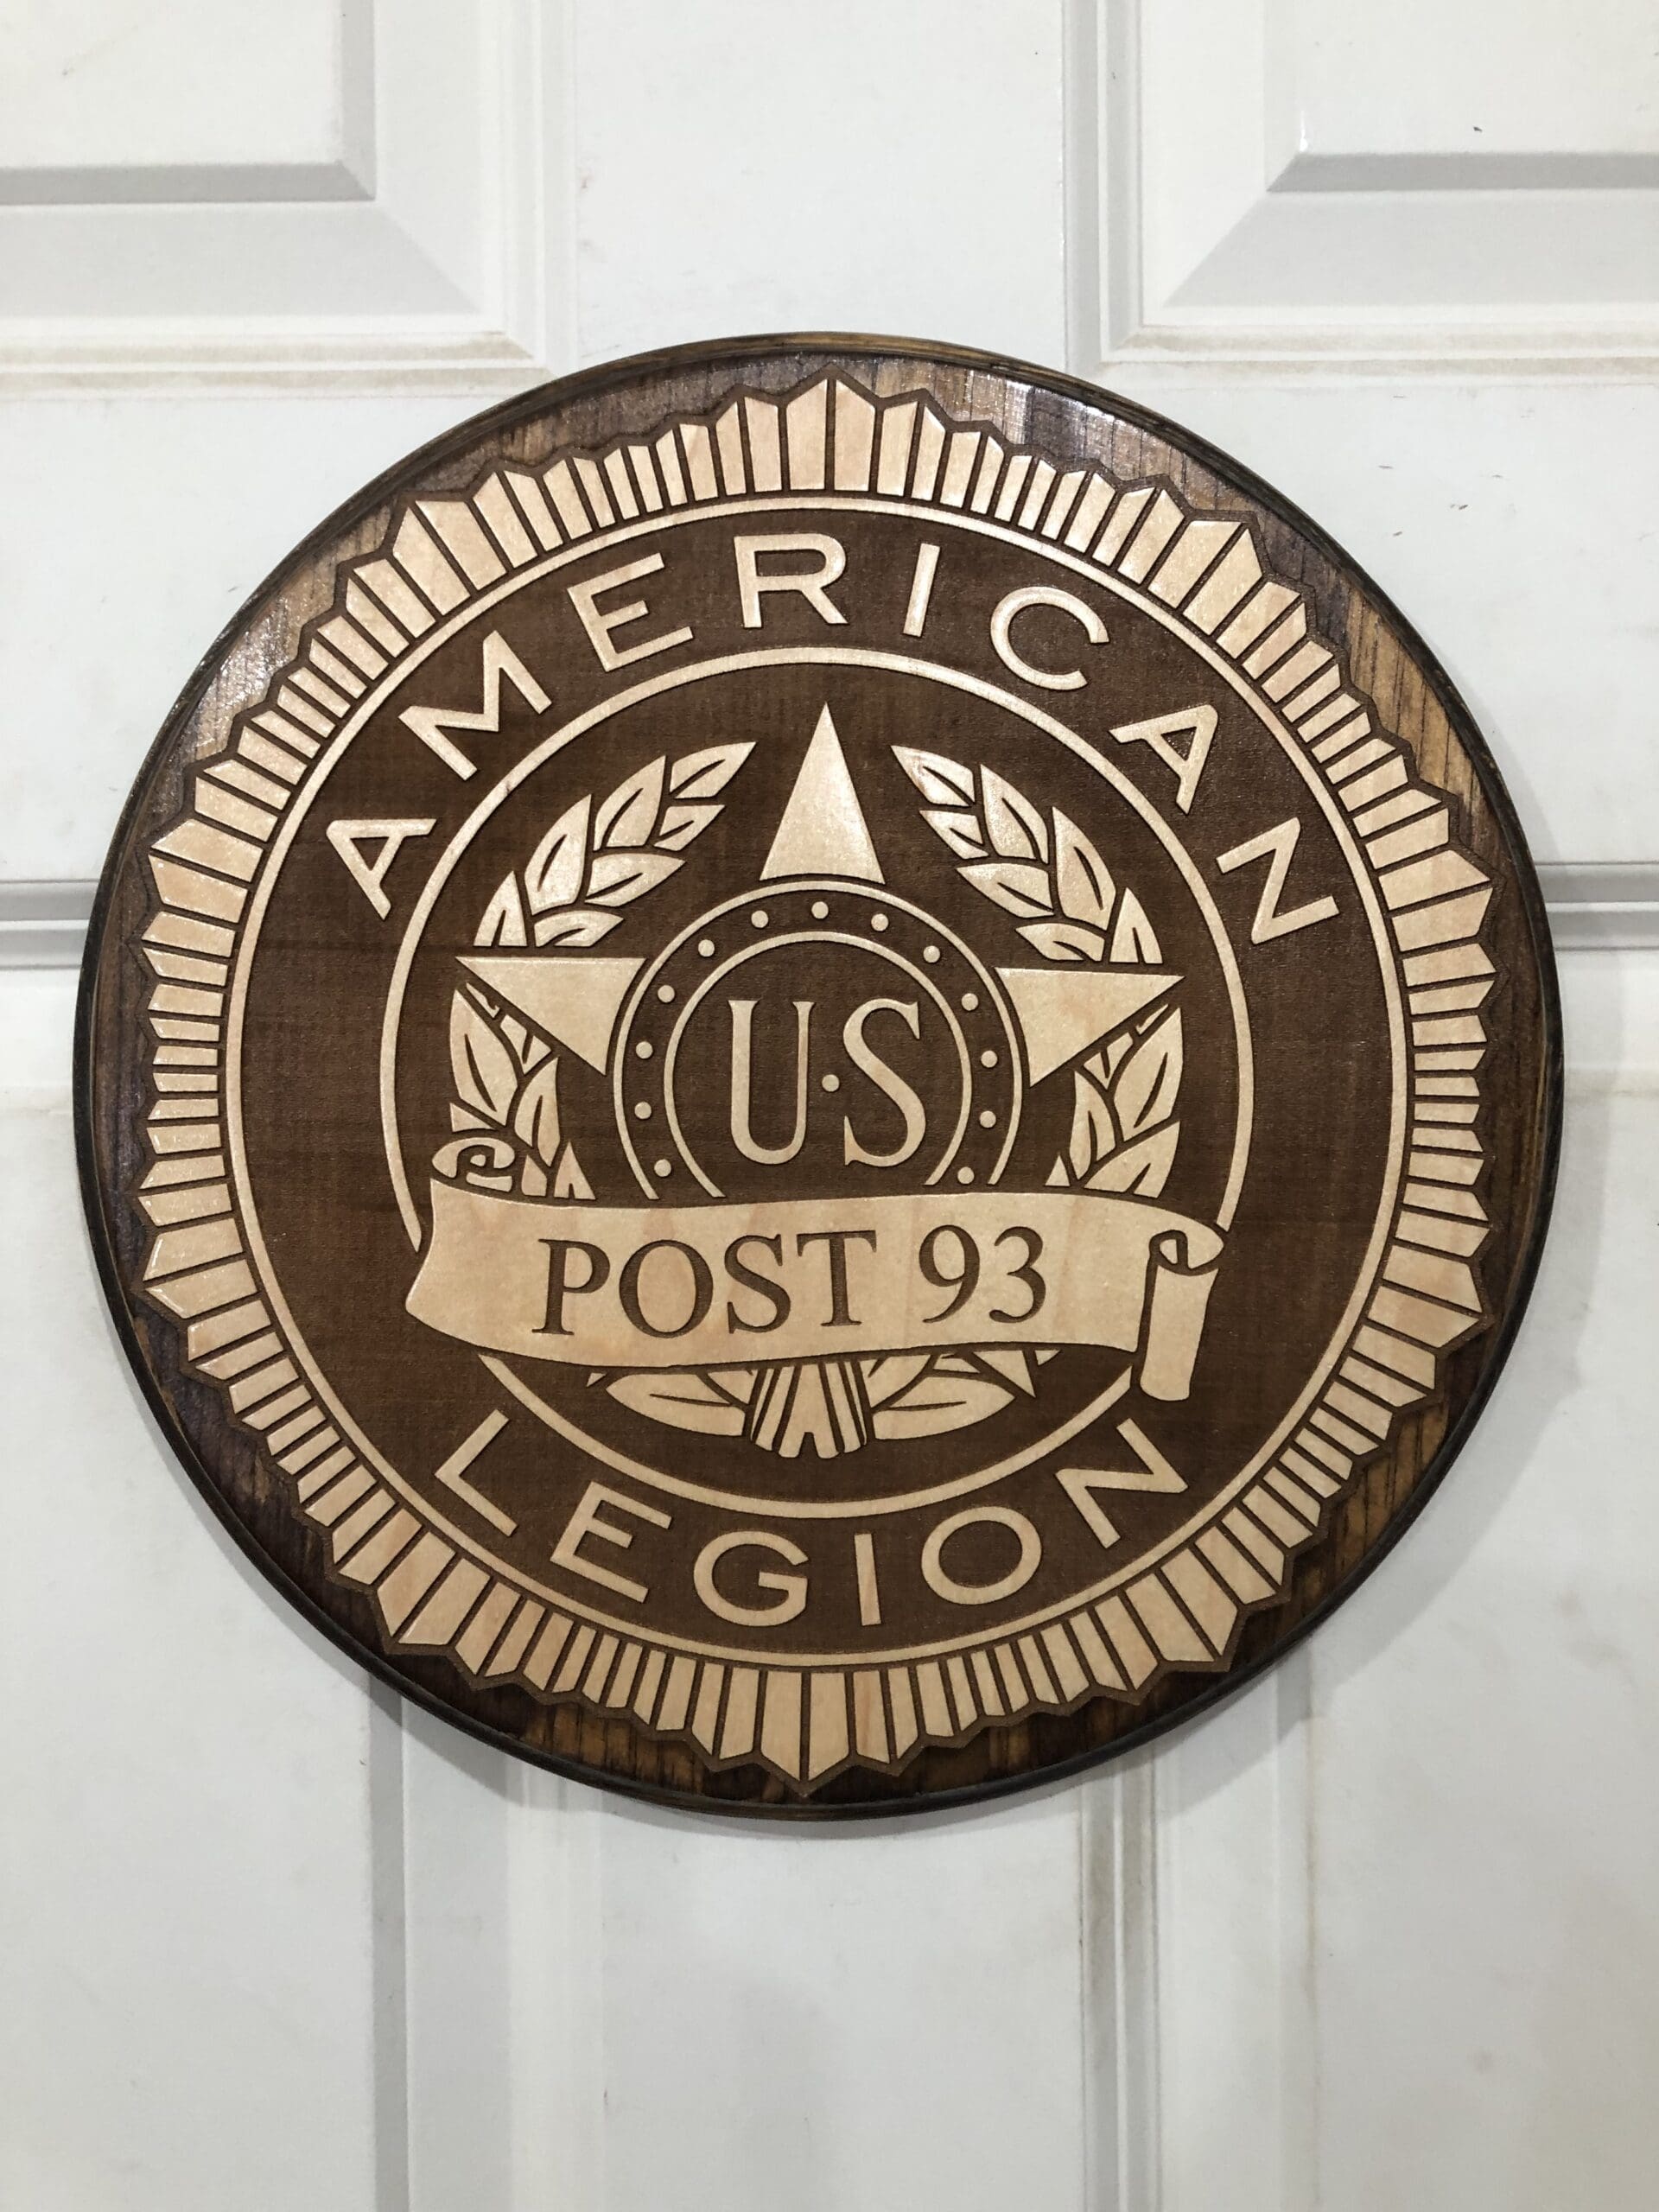 AMERICAN
U·S
POST 93
LEGION